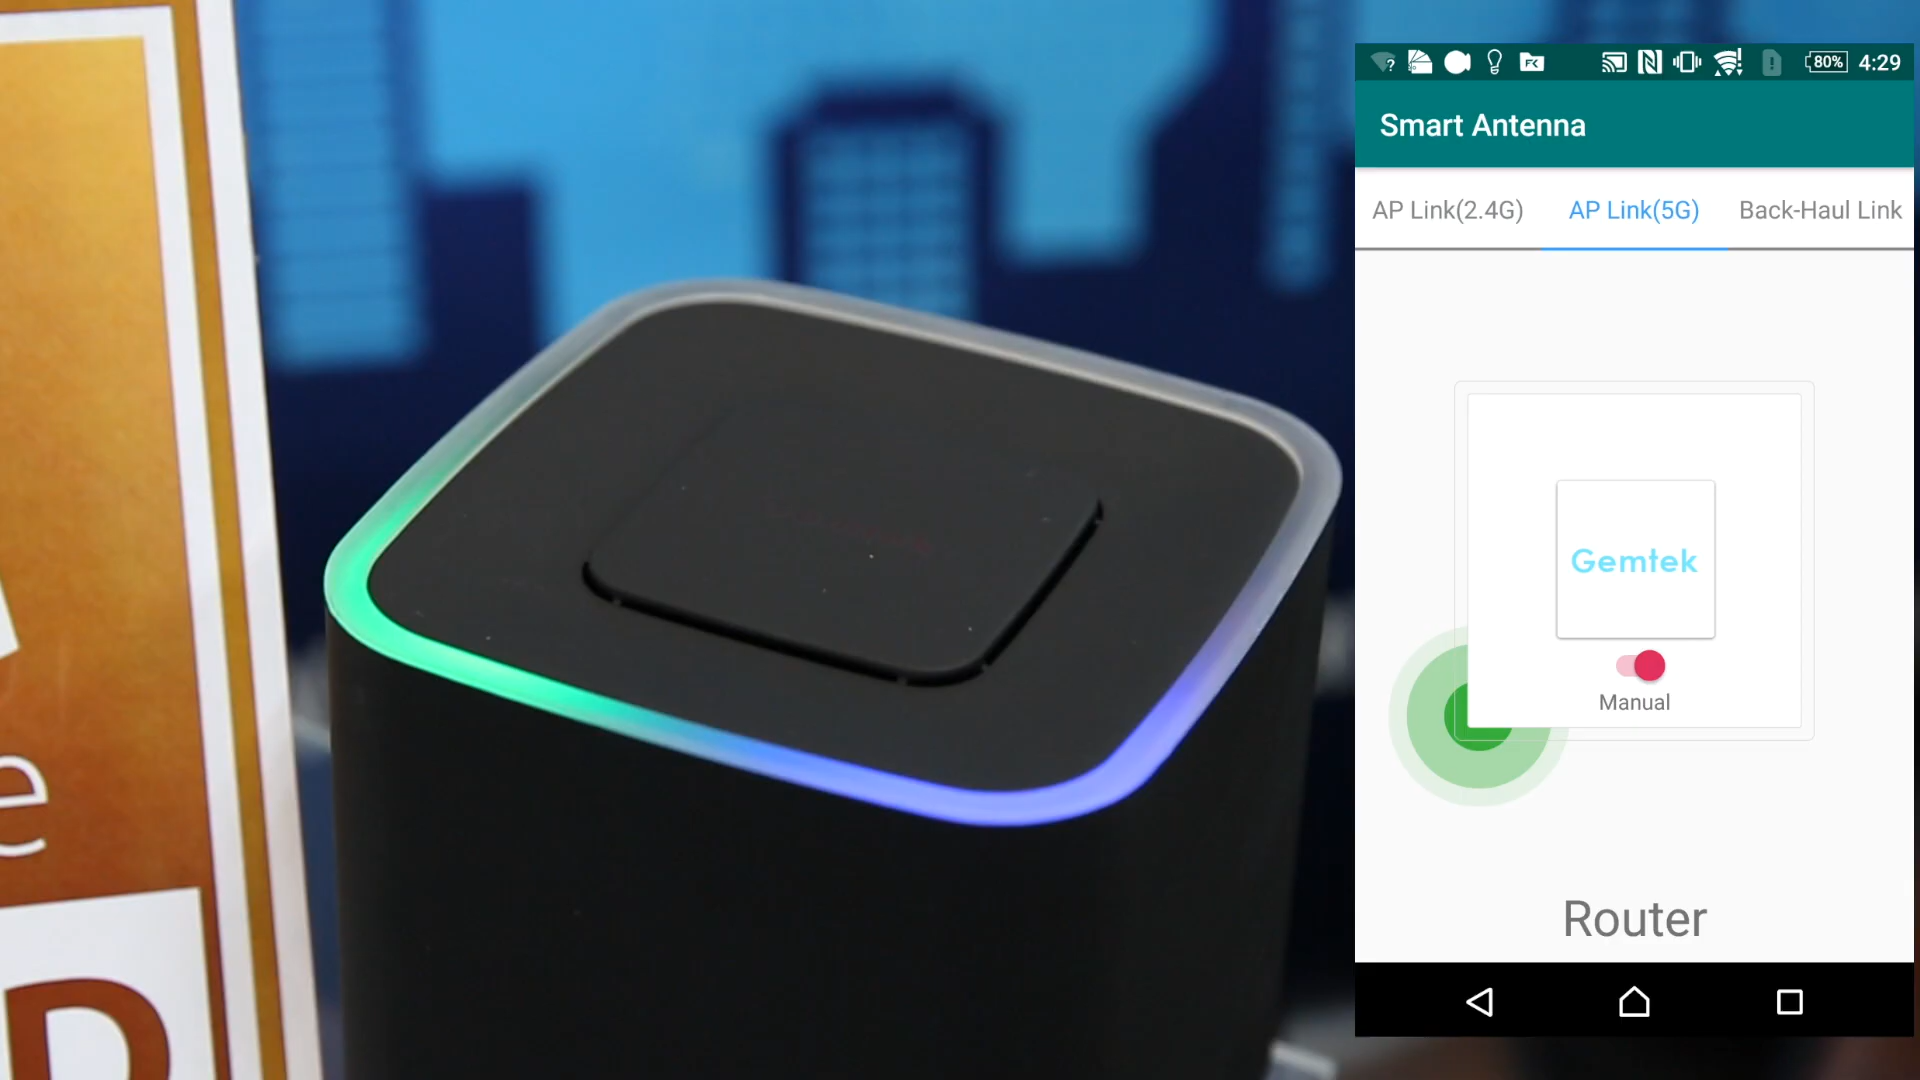 e
D
80% 4:29
Smart Antenna
AP Link(2.4G) AP Link(5G) Back-Haul Link
Gemtek
Manual
Router